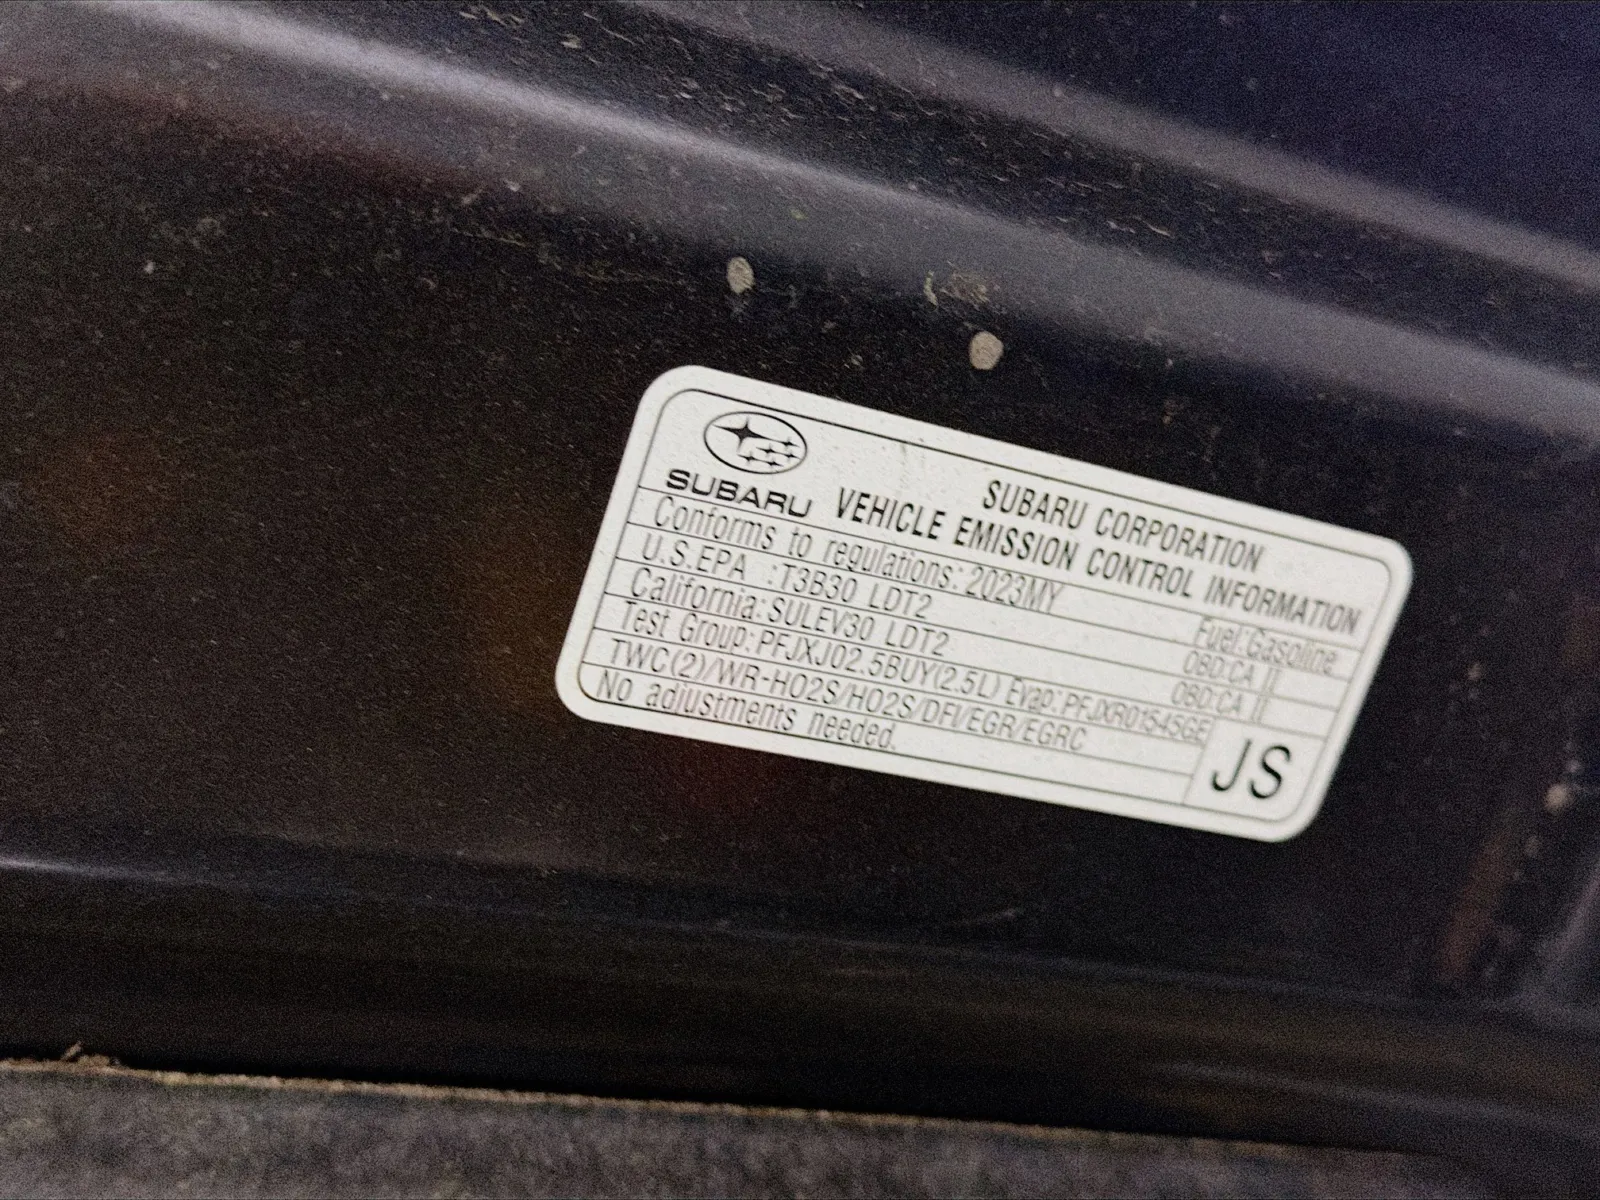 SUBARU
SUBARU CORPORATION
VEHICLE EMISSION CONTROL INFORMATION
Conforms to regulations: 2023MY Fuel:Gasoline
U.S.EPA :T3B30 LDT2 OBD:CA II
California:SULEV30 LDT2 OBD:CA II
Test Group:PFJXJ02.5BUY(2.5L) Evap:PFJXR01545GE
TWC(2)/WR-HO2S/HO2S/DFI/EGR/EGRC
No adjustments needed.
JS